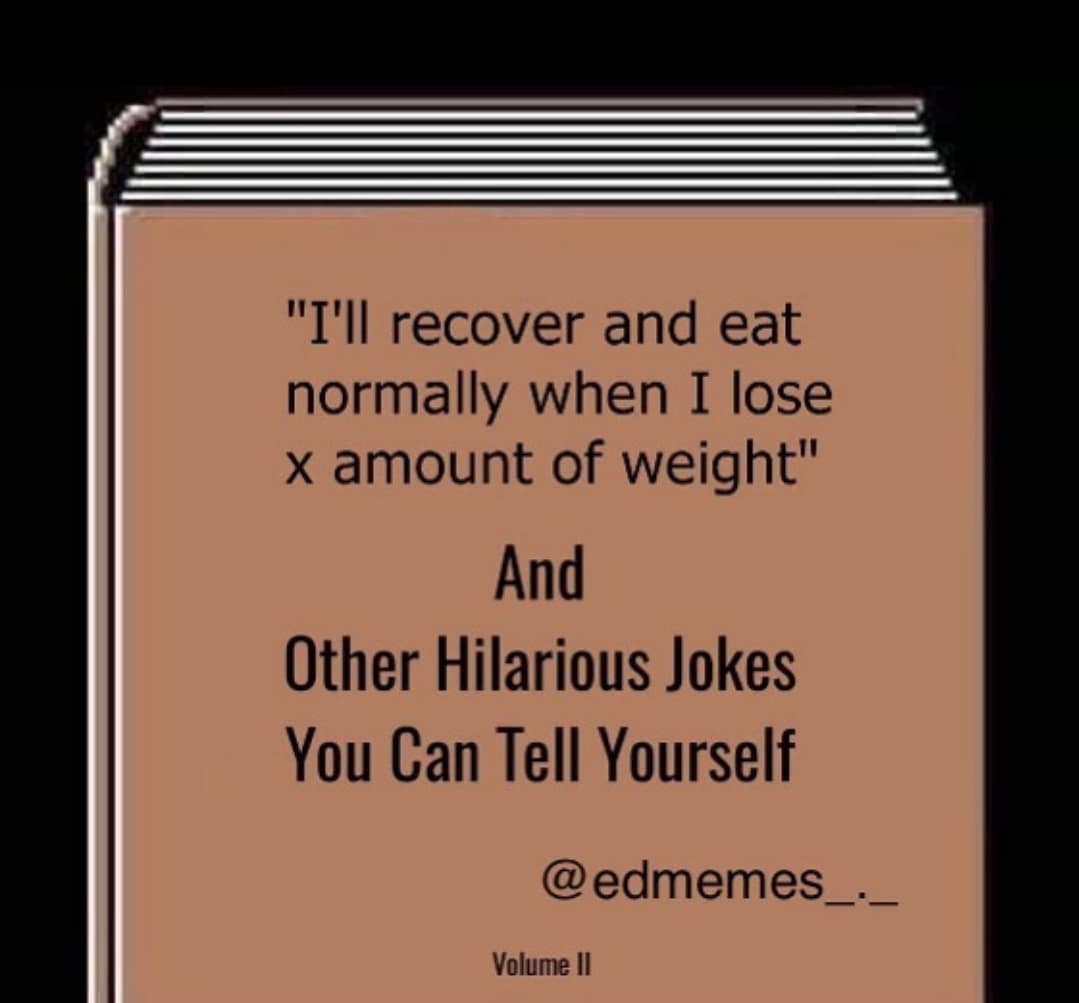 "I'll recover and eat
normally when I lose
x amount of weight"
And
Other Hilarious Jokes
You Can Tell Yourself
@edmemes_._
Volume II